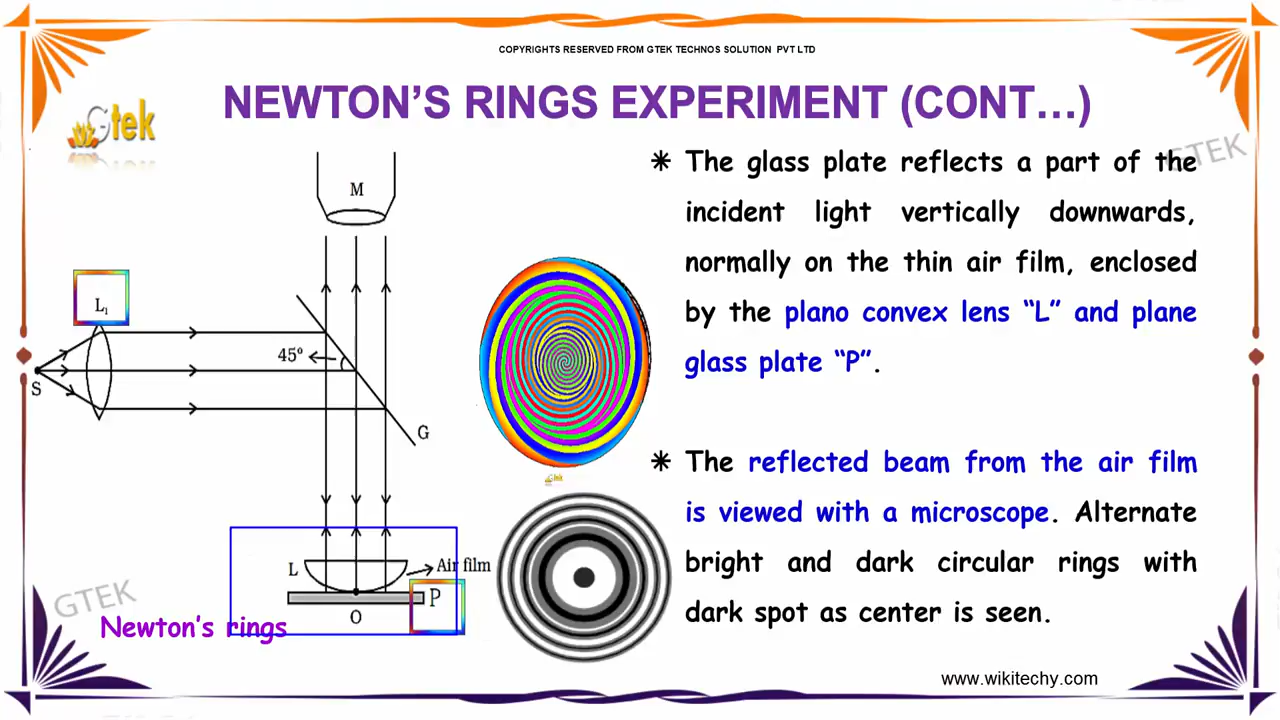 COPYRIGHTS RESERVED FROM GTEK TECHNOS SOLUTION PVT LTD
NEWTON'S RINGS EXPERIMENT (CONT...)
Gtek
GTEK
✳ The glass plate reflects a part of the
incident light vertically downwards,
normally on the thin air film, enclosed
by the plano convex lens “L” and plane
glass plate “P”.
✳ The reflected beam from the air film
is viewed with a microscope. Alternate
bright and dark circular rings with
dark spot as center is seen.
M
L₁
45º
S
G
L
Air film
P
O
GTEK
Newton's rings
www.wikitechy.com